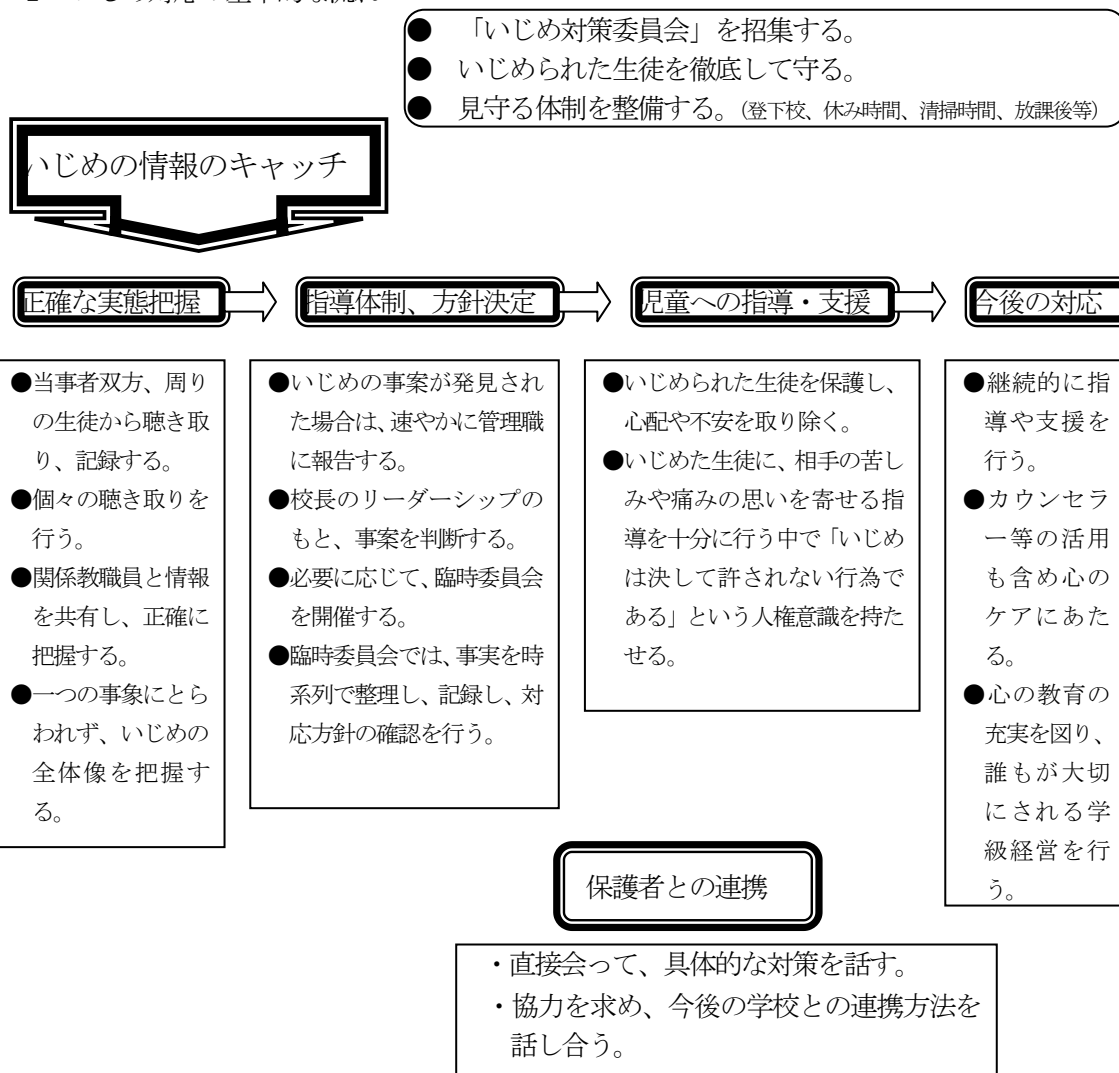 ●　「いじめ対策委員会」を招集する。
●　いじめられた生徒を徹底して守る。
●　見守る体制を整備する。(登下校、休み時間、清掃時間、放課後等)
いじめの情報のキャッチ
正確な実態把握
指導体制、方針決定
児童への指導・支援
今後の対応
●当事者双方、周り
の生徒から聴き取
り、記録する。
●個々の聴き取りを
行う。
●関係教職員と情報
を共有し、正確に
把握する。
●一つの事象にとら
われず、いじめの
全体像を把握す
る。
●いじめの事案が発見され
た場合は、速やかに管理職
に報告する。
●校長のリーダーシップの
もと、事案を判断する。
●必要に応じて、臨時委員会
を開催する。
●臨時委員会では、事実を時
系列で整理し、記録し、対
応方針の確認を行う。
●いじめられた生徒を保護し、
心配や不安を取り除く。
●いじめた生徒に、相手の苦し
みや痛みの思いを寄せる指
導を十分に行う中で「いじめ
は決して許されない行為で
ある」という人権意識を持た
せる。
●継続的に指
導や支援を
行う。
●カウンセラ
ー等の活用
も含め心の
ケアにあた
る。
●心の教育の
充実を図り、
誰もが大切
にされる学
級経営を行
う。
保護者との連携
・直接会って、具体的な対策を話す。
・協力を求め、今後の学校との連携方法を
話し合う。